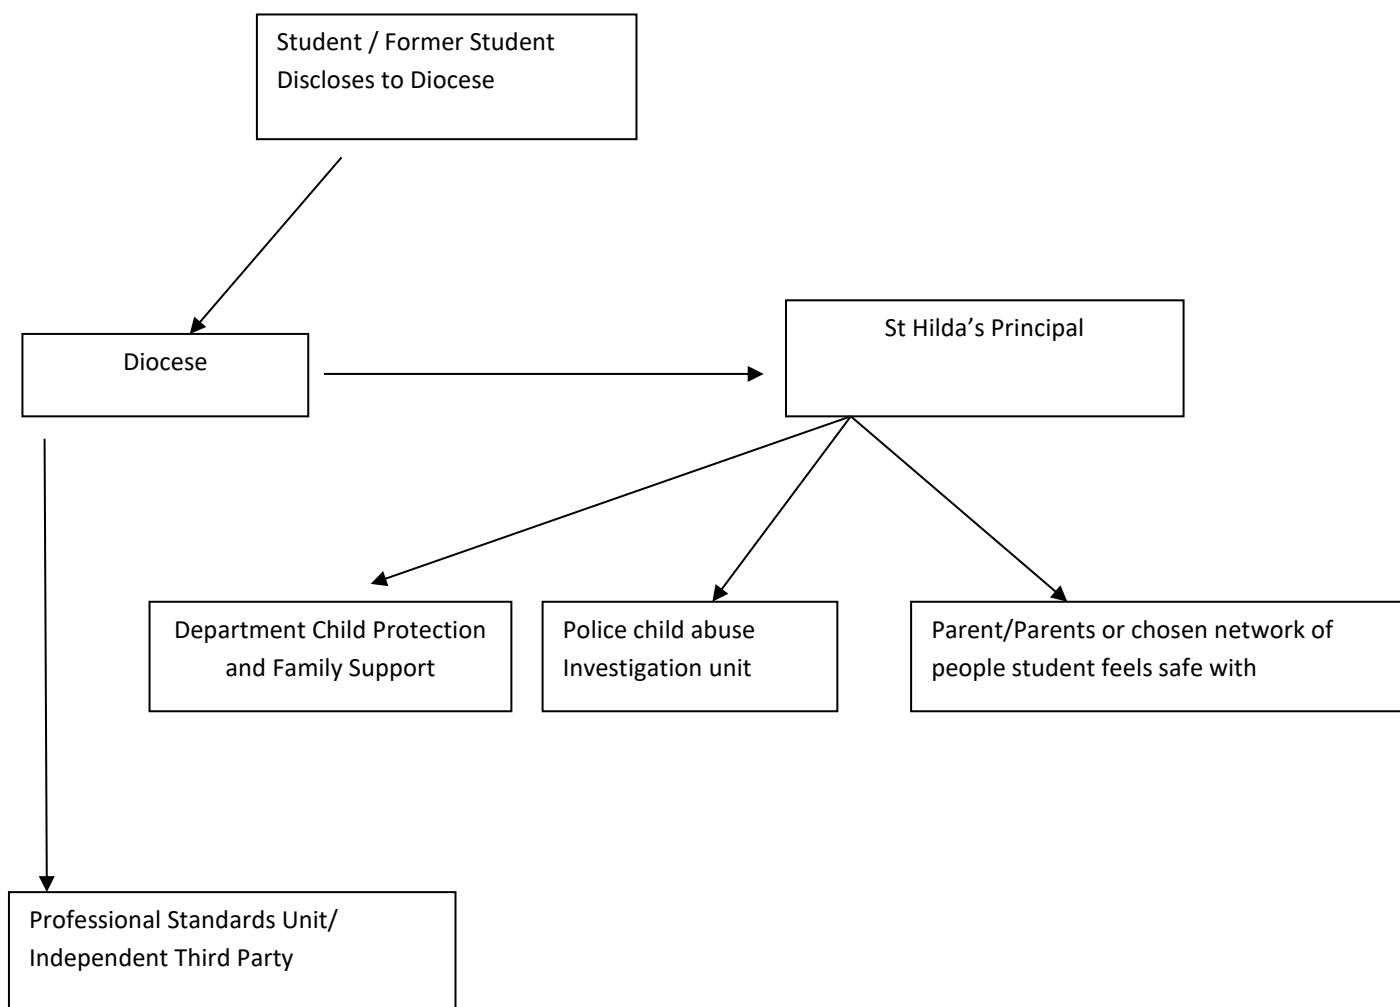 Student / Former Student
Discloses to Diocese
St Hilda’s Principal
Diocese
Department Child Protection
and Family Support
Police child abuse
Investigation unit
Parent/Parents or chosen network of
people student feels safe with
Professional Standards Unit/
Independent Third Party